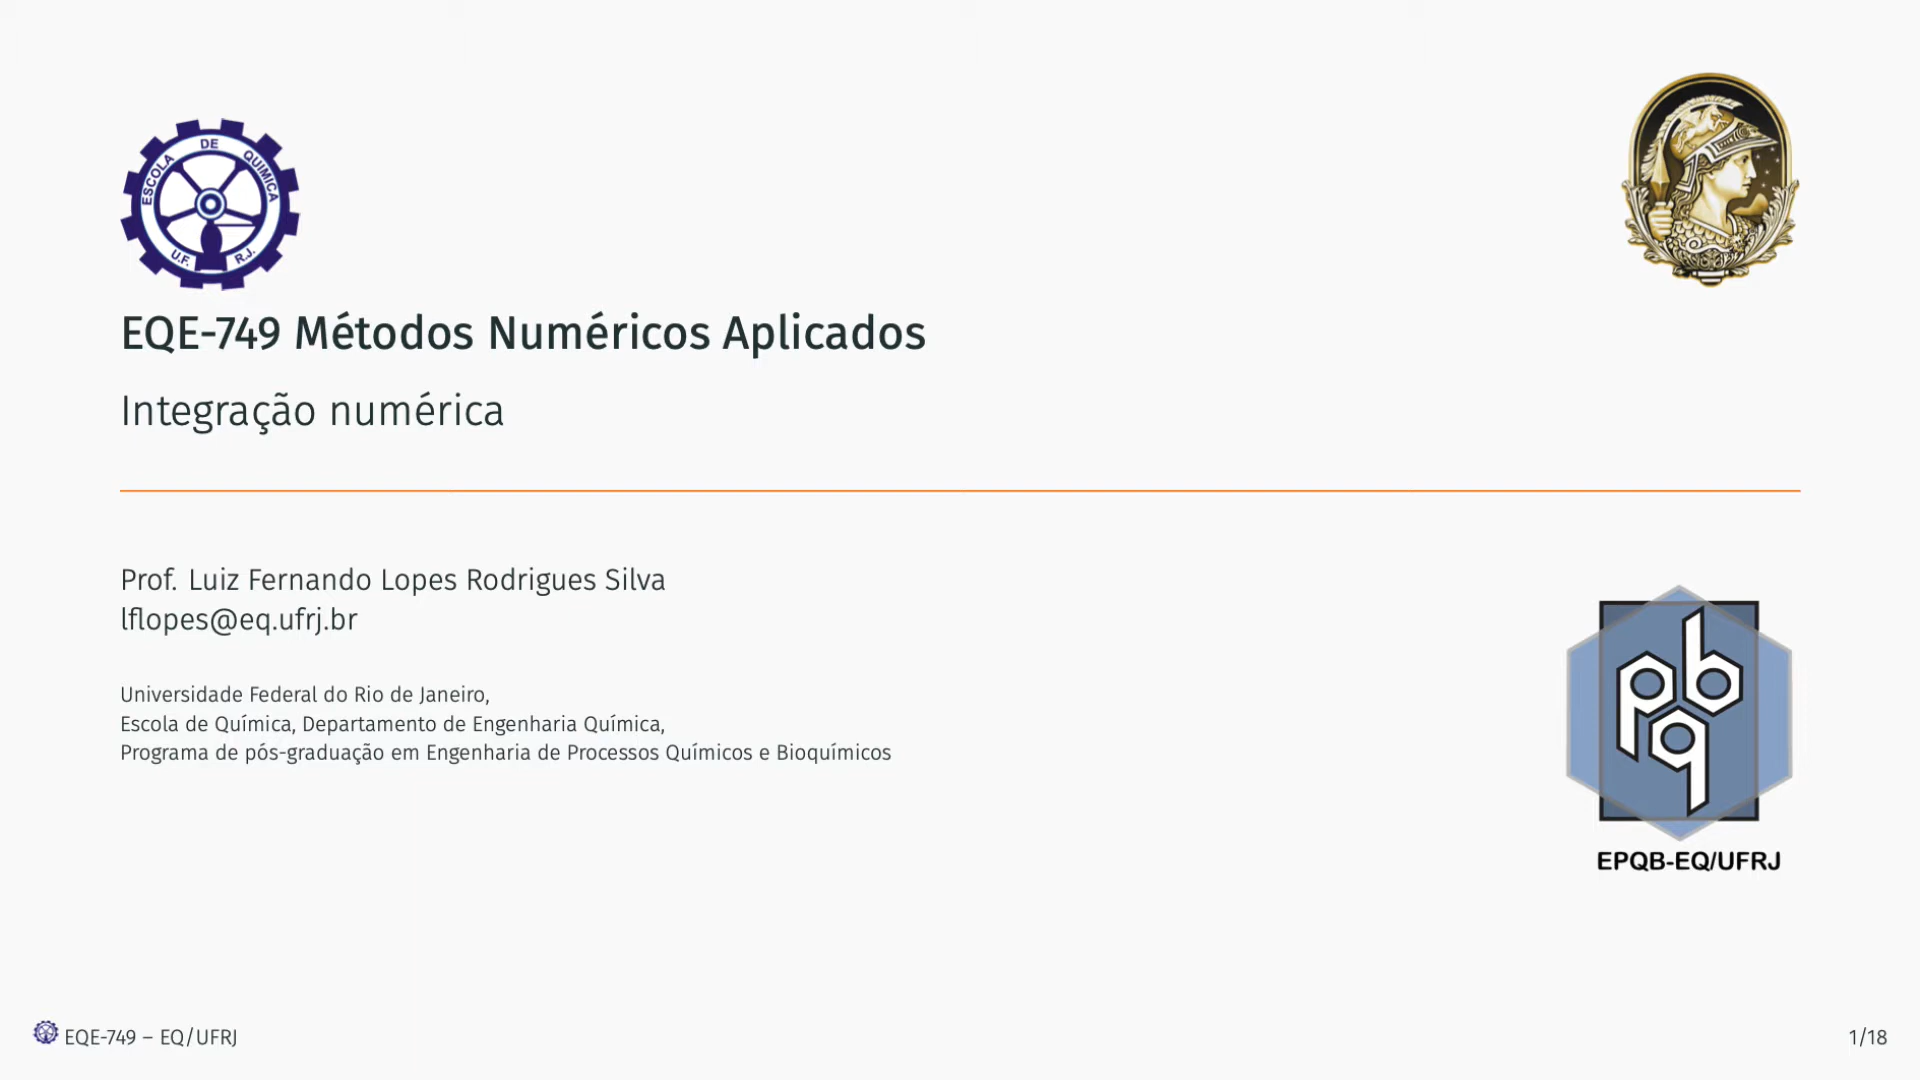 ESCOLA DE QUÍMICA
U.F. R.J.
EQE-749 Métodos Numéricos Aplicados
Integração numérica
Prof. Luiz Fernando Lopes Rodrigues Silva
lflopes@eq.ufrj.br
Universidade Federal do Rio de Janeiro,
Escola de Química, Departamento de Engenharia Química,
Programa de pós-graduação em Engenharia de Processos Químicos e Bioquímicos
pbq
EPQB-EQ/UFRJ
EQE-749 – EQ/UFRJ
1/18